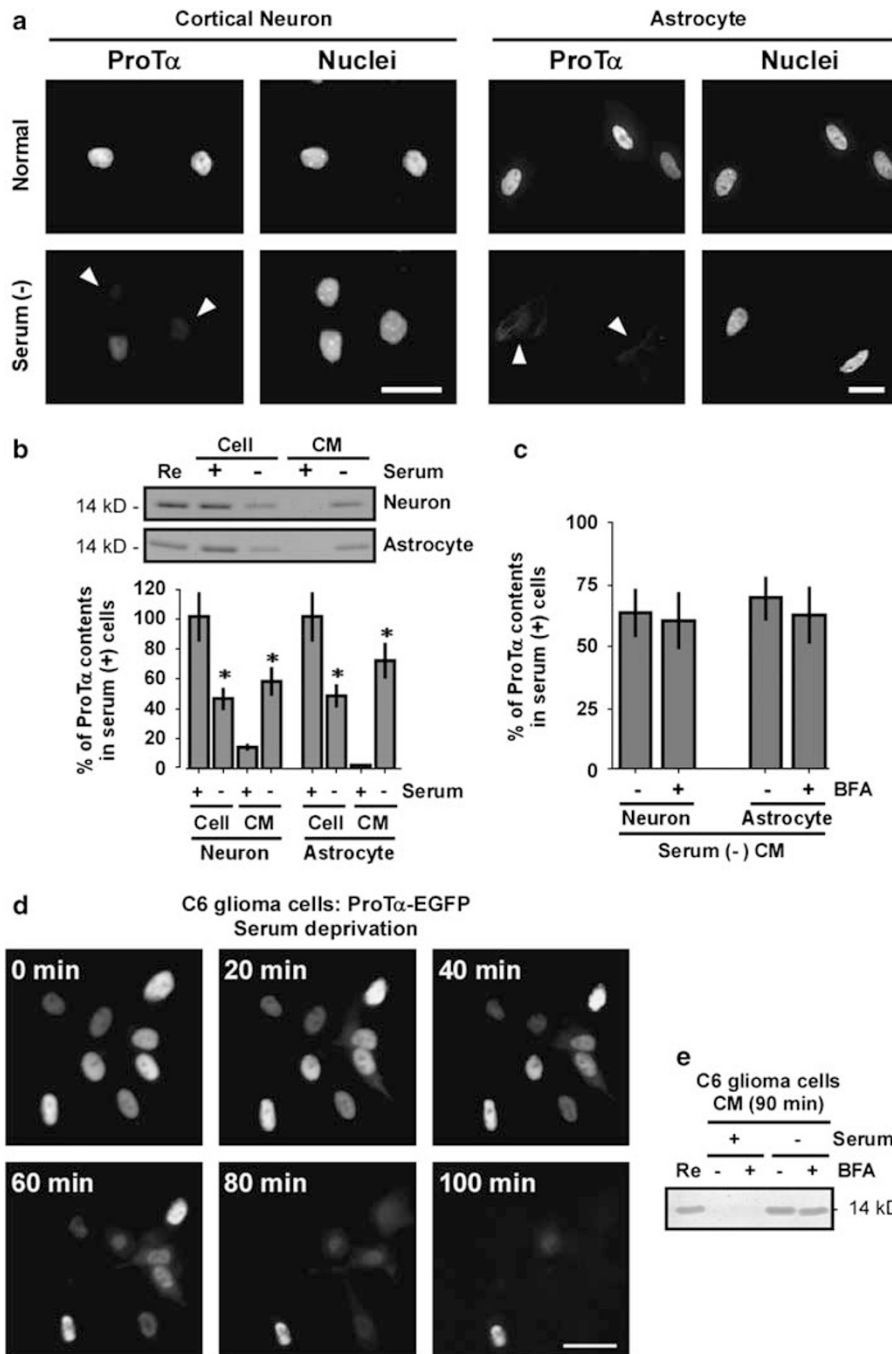 a
Cortical Neuron Astrocyte
ProTα Nuclei ProTα Nuclei
Normal
Serum (-)
b
Cell CM
Re + - + - Serum
14 kD - Neuron
14 kD - Astrocyte
% of ProTα contents
in serum (+) cells
120
100
80
60
40
20
0
* * * *
+ - + - + - + - Serum
Cell CM Cell CM
Neuron Astrocyte
c
% of ProTα contents
in serum (+) cells
100
75
50
25
0
- + - + BFA
Neuron Astrocyte
Serum (-) CM
d
C6 glioma cells: ProTα-EGFP
Serum deprivation
0 min 20 min 40 min
60 min 80 min 100 min
e
C6 glioma cells
CM (90 min)
+ - Serum
Re - + - + BFA
- 14 kD